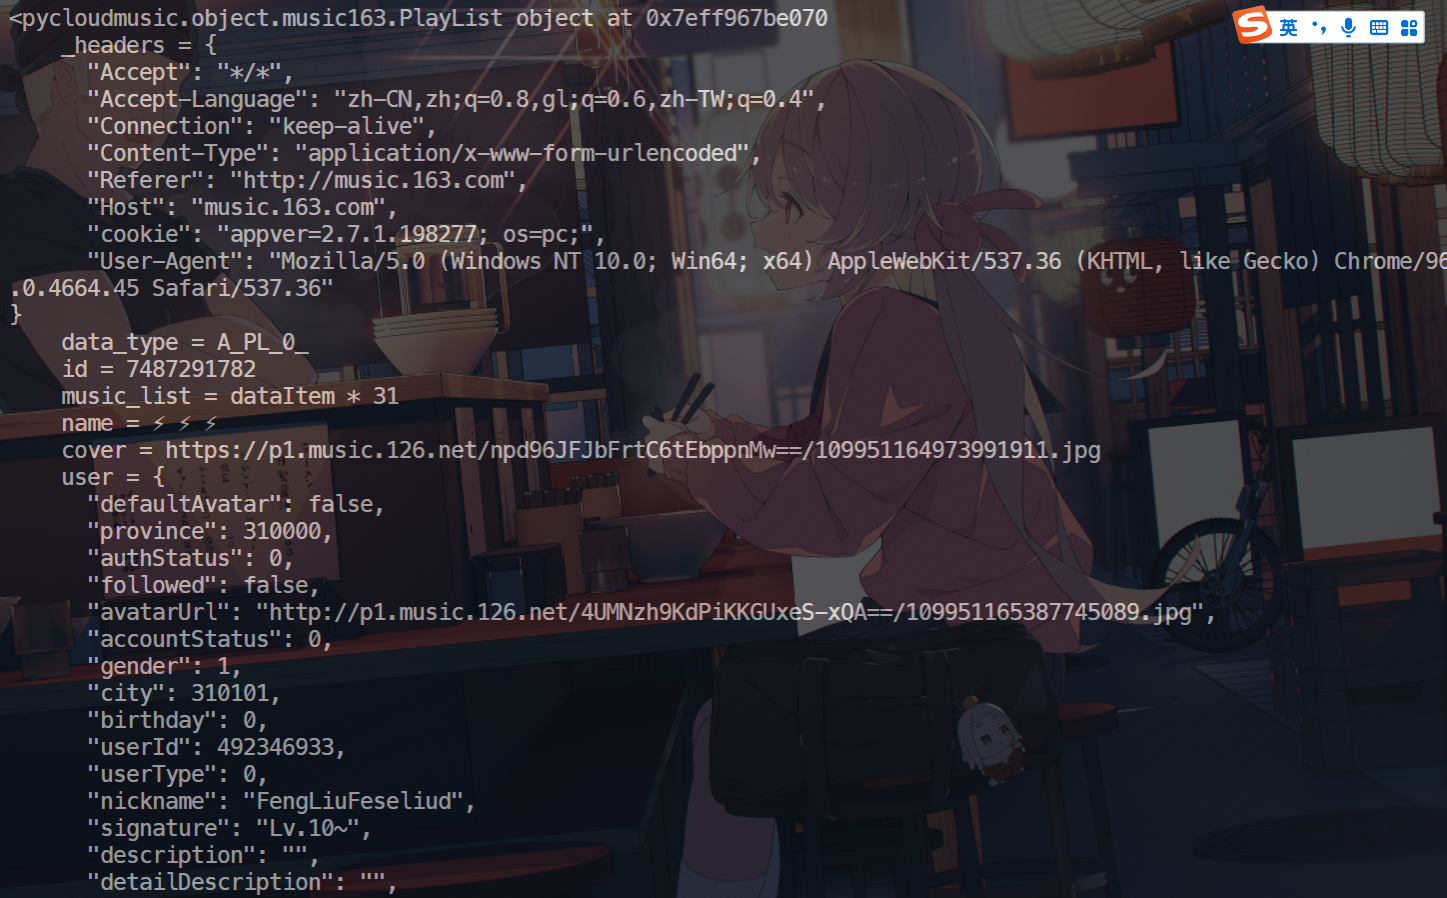 <pycloudmusic.object.music163.PlayList object at 0x7eff967be070
_headers = {
"Accept": "*/*",
"Accept-Language": "zh-CN,zh;q=0.8,gl;q=0.6,zh-TW;q=0.4",
"Connection": "keep-alive",
"Content-Type": "application/x-www-form-urlencoded",
"Referer": "http://music.163.com",
"Host": "music.163.com",
"cookie": "appver=2.7.1.198277; os=pc;",
"User-Agent": "Mozilla/5.0 (Windows NT 10.0; Win64; x64) AppleWebKit/537.36 (KHTML, like Gecko) Chrome/96
.0.4664.45 Safari/537.36"
}
data_type = A_PL_0_
id = 7487291782
music_list = dataItem * 31
name = ⚡ ⚡ ⚡
cover = https://p1.music.126.net/npd96JFJbFrtC6tEbppnMw==/109951164973991911.jpg
user = {
"defaultAvatar": false,
"province": 310000,
"authStatus": 0,
"followed": false,
"avatarUrl": "http://p1.music.126.net/4UMNzh9KdPiKKGUxeS-xQA==/109951165387745089.jpg",
"accountStatus": 0,
"gender": 1,
"city": 310101,
"birthday": 0,
"userId": 492346933,
"userType": 0,
"nickname": "FengLiuFeseliud",
"signature": "Lv.10~",
"description": "",
"detailDescription": "",
英